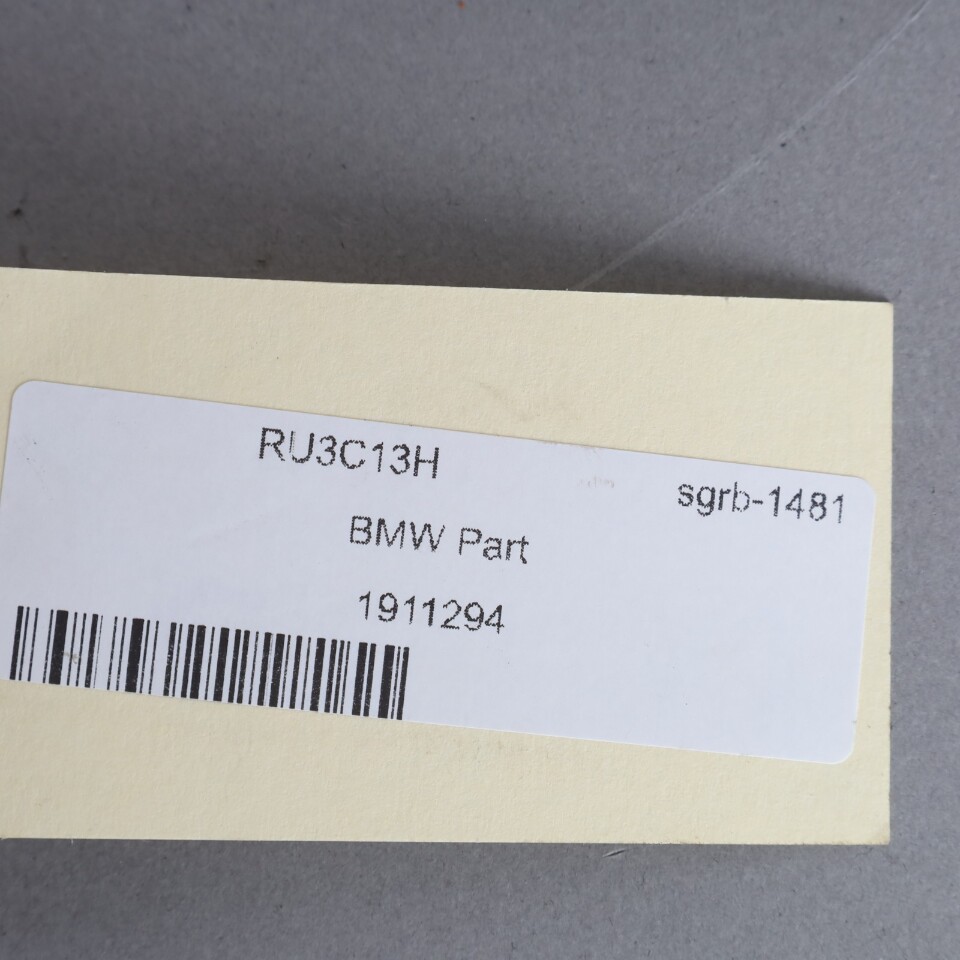 RU3C13H
sgrb-1481
BMW Part
1911294